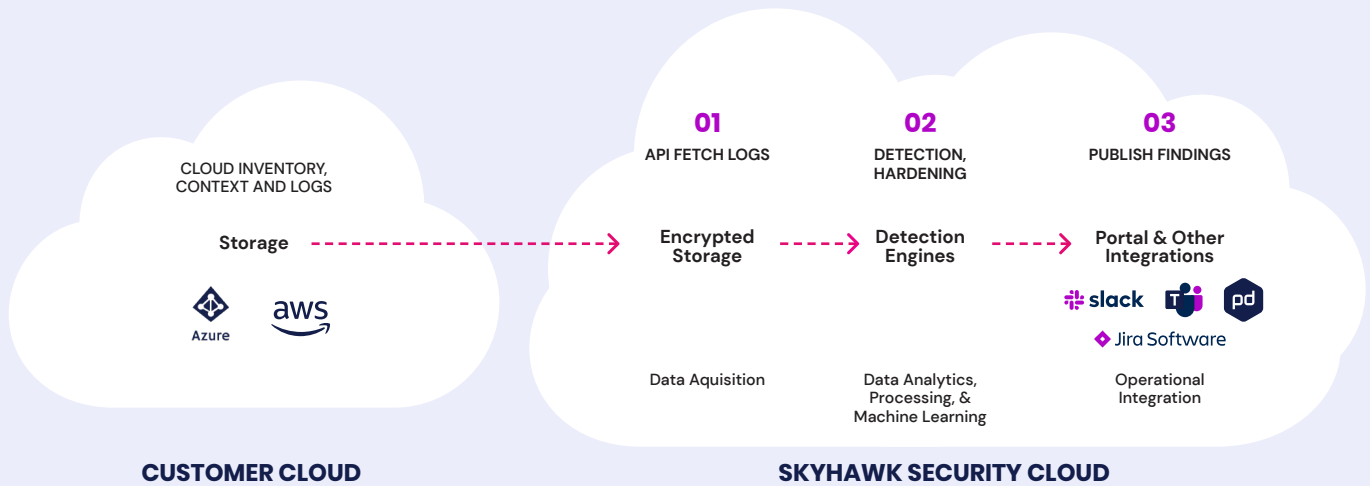 CLOUD INVENTORY,
CONTEXT AND LOGS
Storage
Azure
aws
CUSTOMER CLOUD
01
API FETCH LOGS
Encrypted
Storage
Data Aquisition
02
DETECTION,
HARDENING
Detection
Engines
Data Analytics,
Processing, &
Machine Learning
03
PUBLISH FINDINGS
Portal & Other
Integrations
slack
T
pd
Jira Software
Operational
Integration
SKYHAWK SECURITY CLOUD